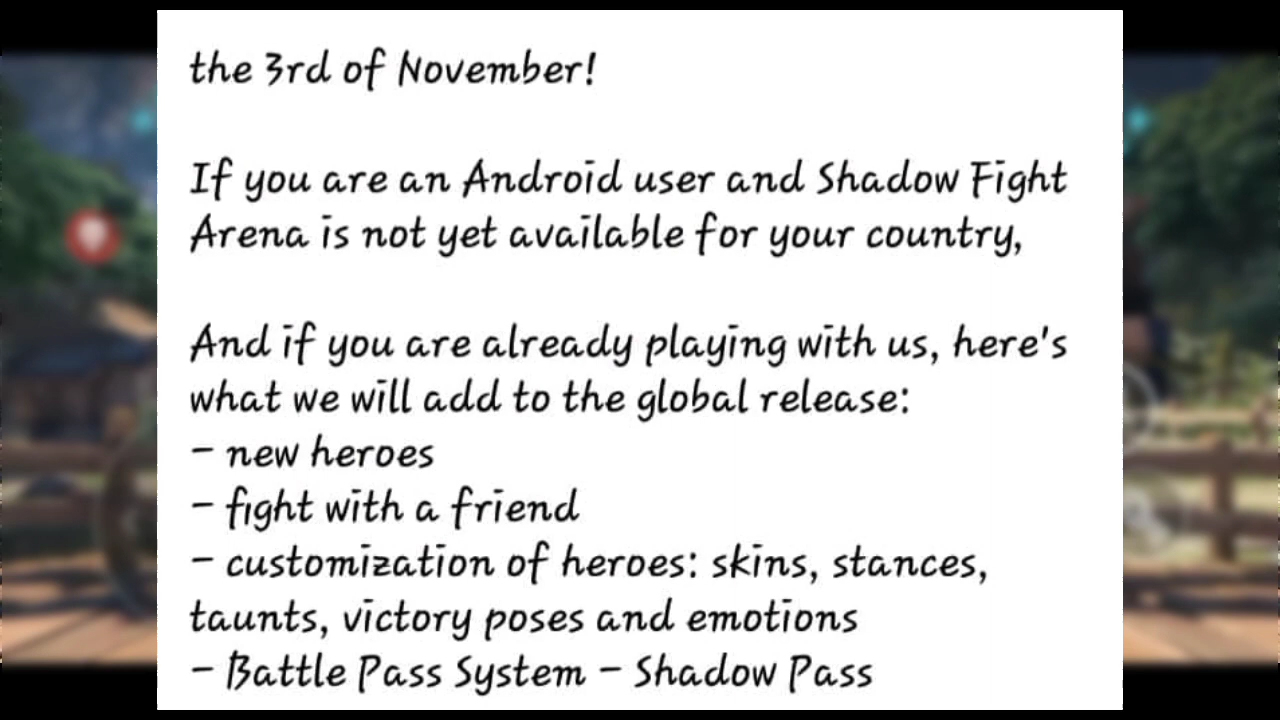 the 3rd of November!
If you are an Android user and Shadow Fight
Arena is not yet available for your country,
And if you are already playing with us, here's
what we will add to the global release:
- new heroes
- fight with a friend
- customization of heroes: skins, stances,
taunts, victory poses and emotions
- Battle Pass System - Shadow Pass